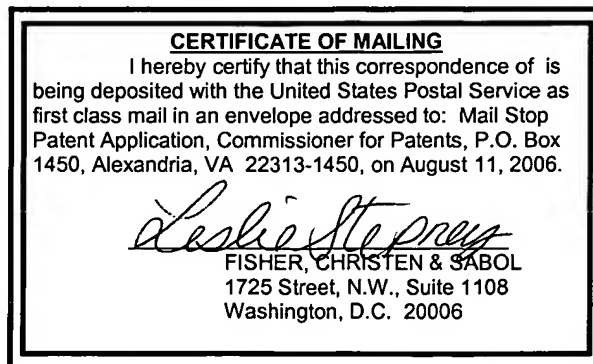 CERTIFICATE OF MAILING
I hereby certify that this correspondence of is
being deposited with the United States Postal Service as
first class mail in an envelope addressed to: Mail Stop
Patent Application, Commissioner for Patents, P.O. Box
1450, Alexandria, VA 22313-1450, on August 11, 2006.
Leslie Stepney
FISHER, CHRISTEN & SABOL
1725 Street, N.W., Suite 1108
Washington, D.C. 20006